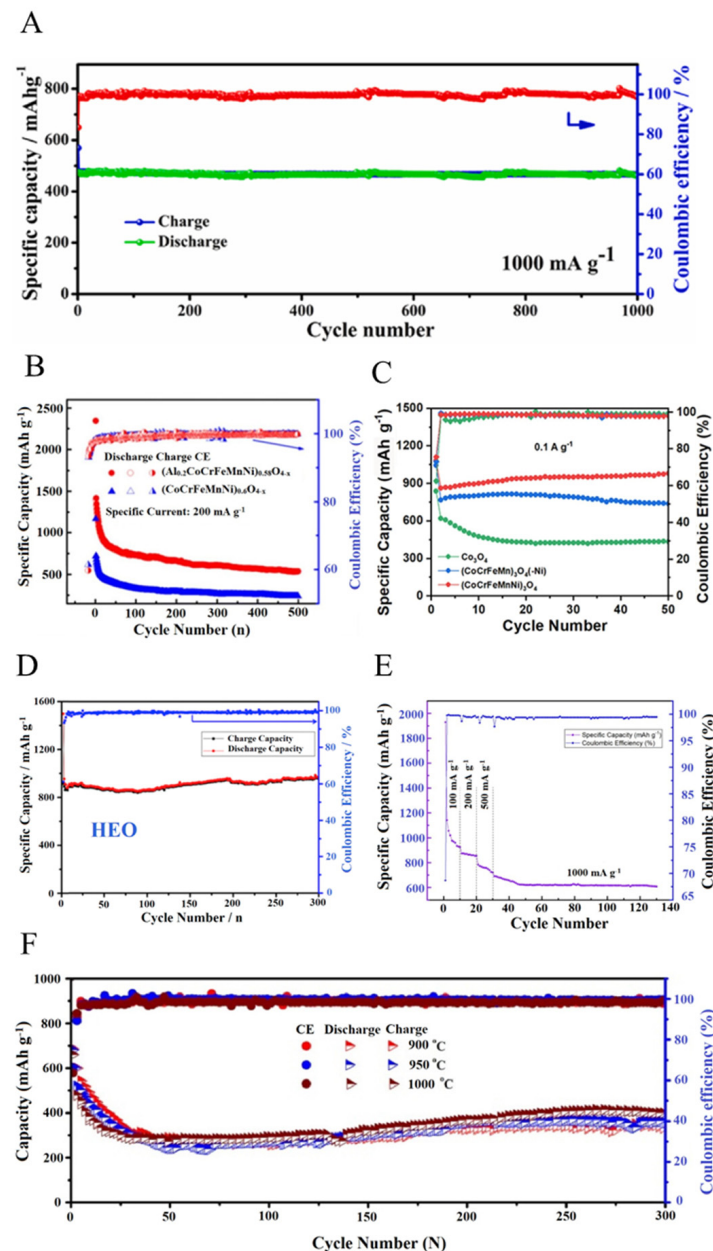 A
Specific capacity / mAhg-1
800
600
400
200
0
Charge
Discharge
1000 mA g-1
0 200 400 600 800 1000
Cycle number
100
80
60
40
20
0
Coulombic efficiency / %
B
Specific Capacity (mAh g-1)
2500
2250
2000
1750
1500
1250
1000
750
500
250
Discharge Charge CE
(Al0.2CoCrFeMnNi)0.58O4-x
(CoCrFeMnNi)0.6O4-x
Specific Current: 200 mA g-1
0 100 200 300 400 500
Cycle Number (n)
100
80
60
Coulombic Efficiency (%)
C
Specific Capacity (mAh g-1)
1500
1200
900
600
300
0
0.1 A g-1
Co3O4
(CoCrFeMn)3O4(-Ni)
(CoCrFeMnNi)3O4
0 10 20 30 40 50
Cycle Number
100
80
60
40
20
0
Coulombic Efficiency (%)
D
Specific Capacity / mAh g-1
1600
1200
800
400
0
Charge Capacity
Discharge Capacity
HEO
0 50 100 150 200 250 300
Cycle Number / n
100
80
60
40
20
0
Coulombic Efficiency / %
E
Specific Capacity (mAh g-1)
2000
1800
1600
1400
1200
1000
800
600
Specific Capacity (mAh g-1)
Coulombic Efficiency (%)
100 mA g-1
200 mA g-1
500 mA g-1
1000 mA g-1
0 20 40 60 80 100 120 140
Cycle Number
100
95
90
85
80
75
70
65
Coulombic Efficiency (%)
F
Capacity (mAh g-1)
1000
800
600
400
200
0
CE Discharge Charge
900 °C
950 °C
1000 °C
0 50 100 150 200 250 300
Cycle Number (N)
100
80
60
40
20
0
Coulombic Efficiency (%)